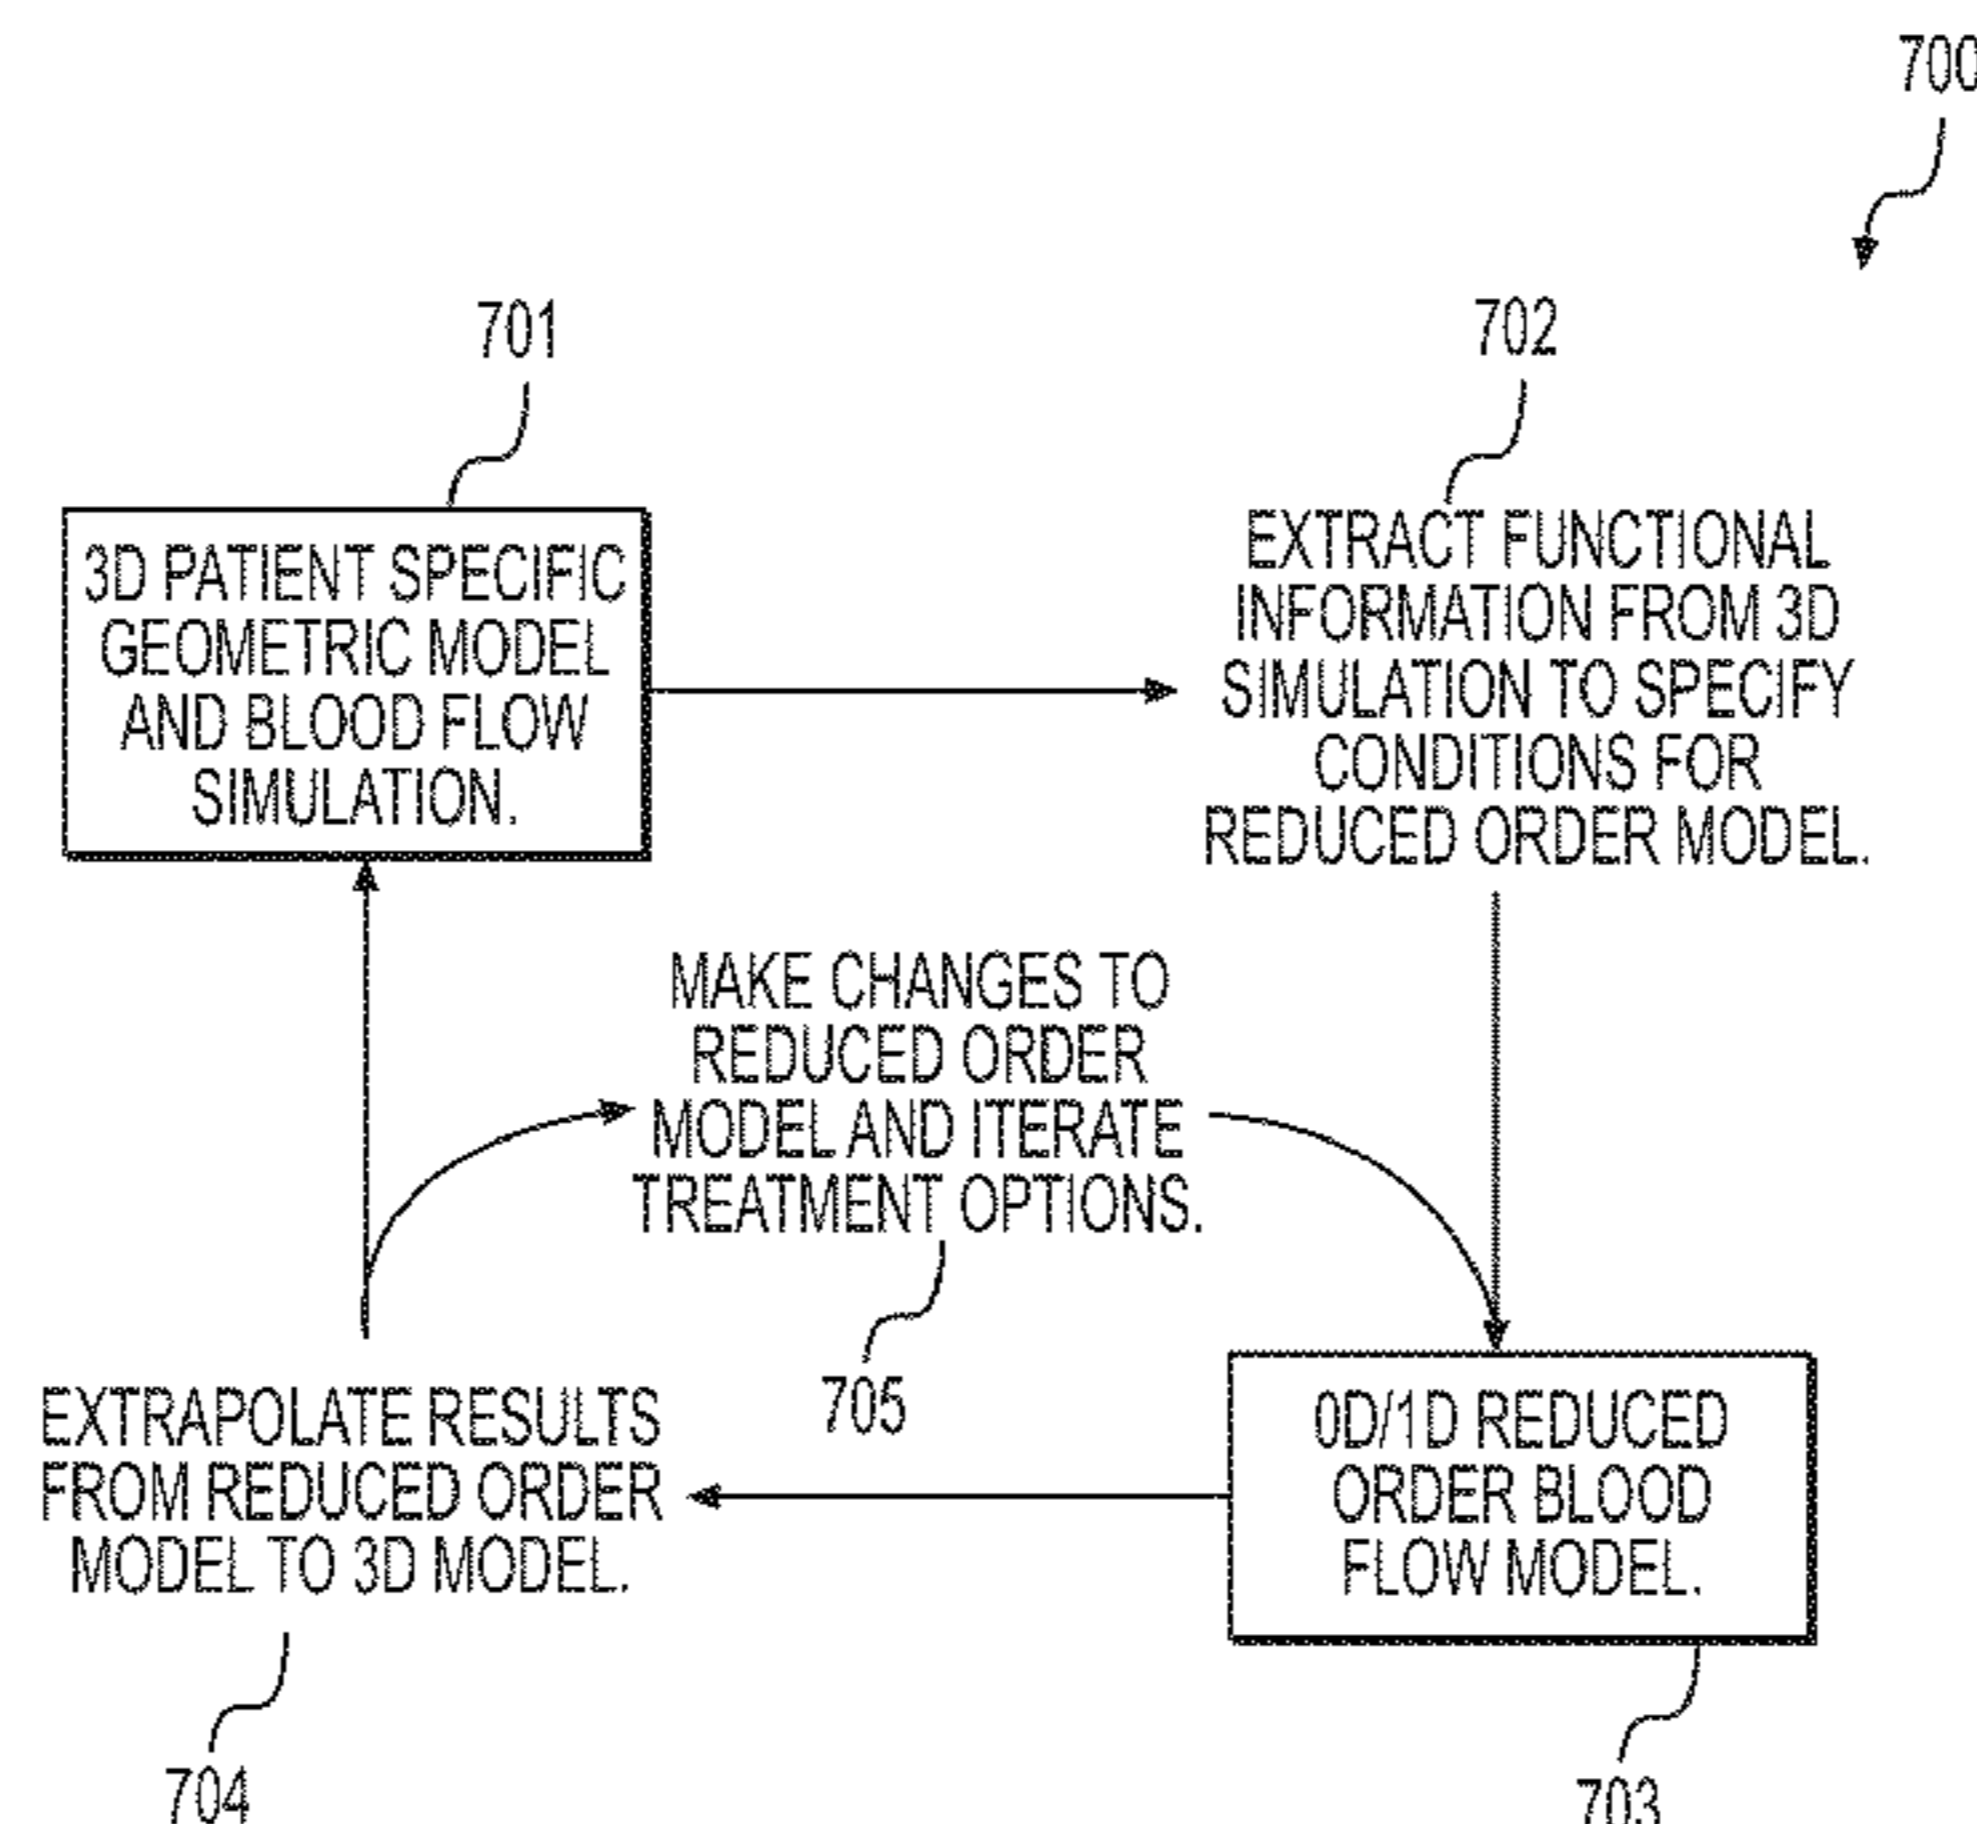 700
701
702
3D PATIENT SPECIFIC
GEOMETRIC MODEL
AND BLOOD FLOW
SIMULATION.
EXTRACT FUNCTIONAL
INFORMATION FROM 3D
SIMULATION TO SPECIFY
CONDITIONS FOR
REDUCED ORDER MODEL.
MAKE CHANGES TO
REDUCED ORDER
MODEL AND ITERATE
TREATMENT OPTIONS.
705
EXTRAPOLATE RESULTS
FROM REDUCED ORDER
MODEL TO 3D MODEL.
0D/1D REDUCED
ORDER BLOOD
FLOW MODEL.
704
703